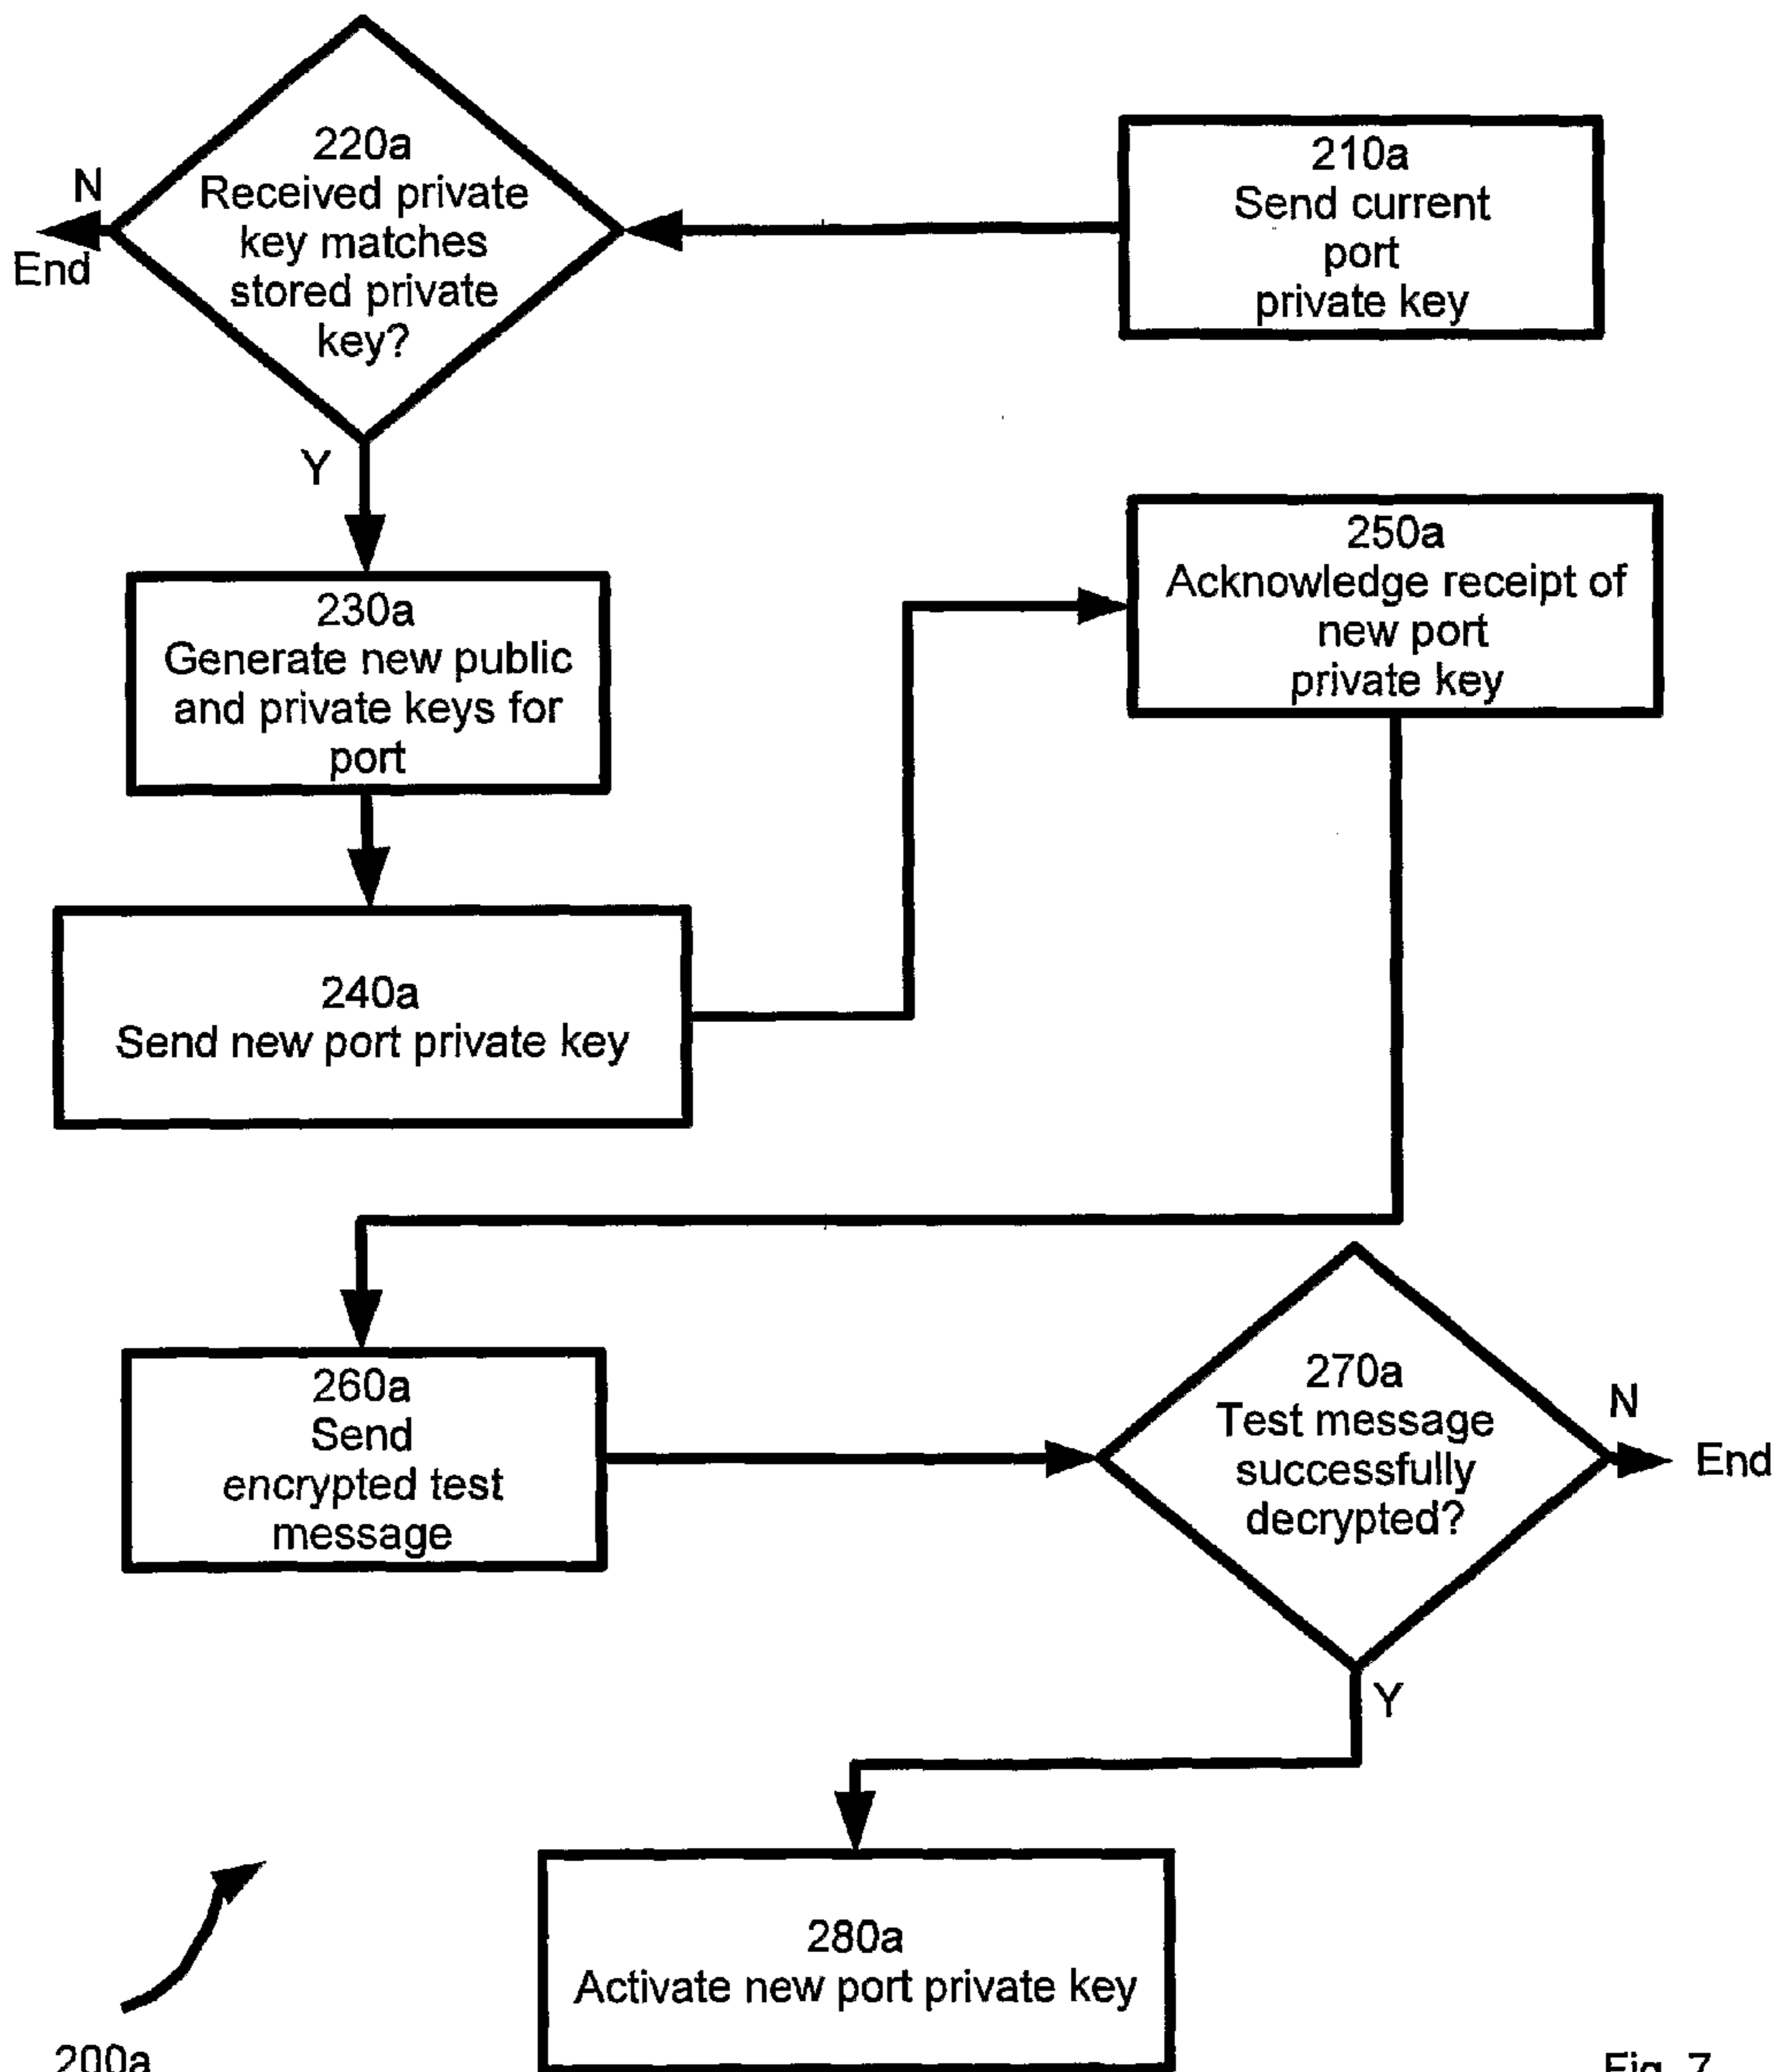 220a
Received private
key matches
stored private
key?
N
End
Y
210a
Send current
port
private key
230a
Generate new public
and private keys for
port
250a
Acknowledge receipt of
new port
private key
240a
Send new port private key
260a
Send
encrypted test
message
270a
Test message
successfully
decrypted?
N
End
Y
280a
Activate new port private key
200a
Fig. 7